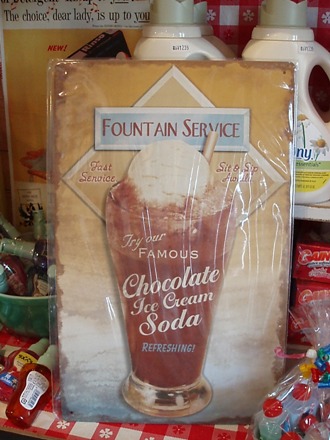 The choice, dear lady, is up to you
NEW!
FOUNTAIN SERVICE
Fast
Service
Sit & Sip
Awhile
Try our
FAMOUS
Chocolate
Ice Cream
Soda
REFRESHING!